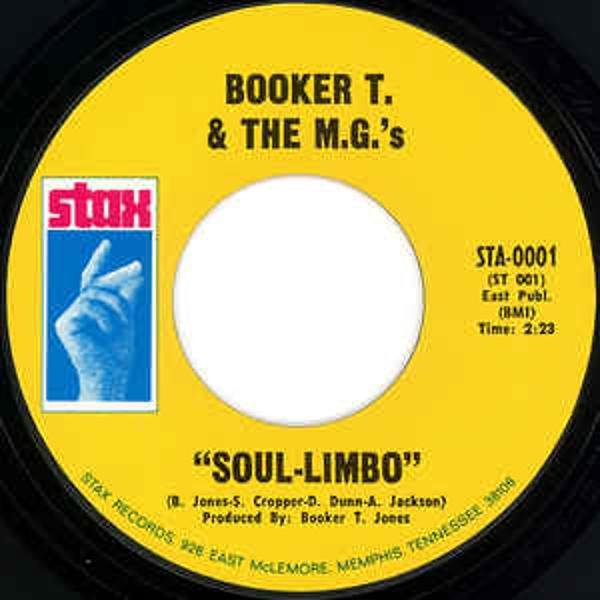 BOOKER T.
& THE M.G.'s
stax
STA-0001
(ST 001)
East Publ.
(BMI)
Time: 2:23
"SOUL-LIMBO"
(B. Jones-S. Cropper-D. Dunn-A. Jackson)
Produced By: Booker T. Jones
STAX RECORDS, 926 EAST McLEMORE, MEMPHIS TENNESSEE 38106